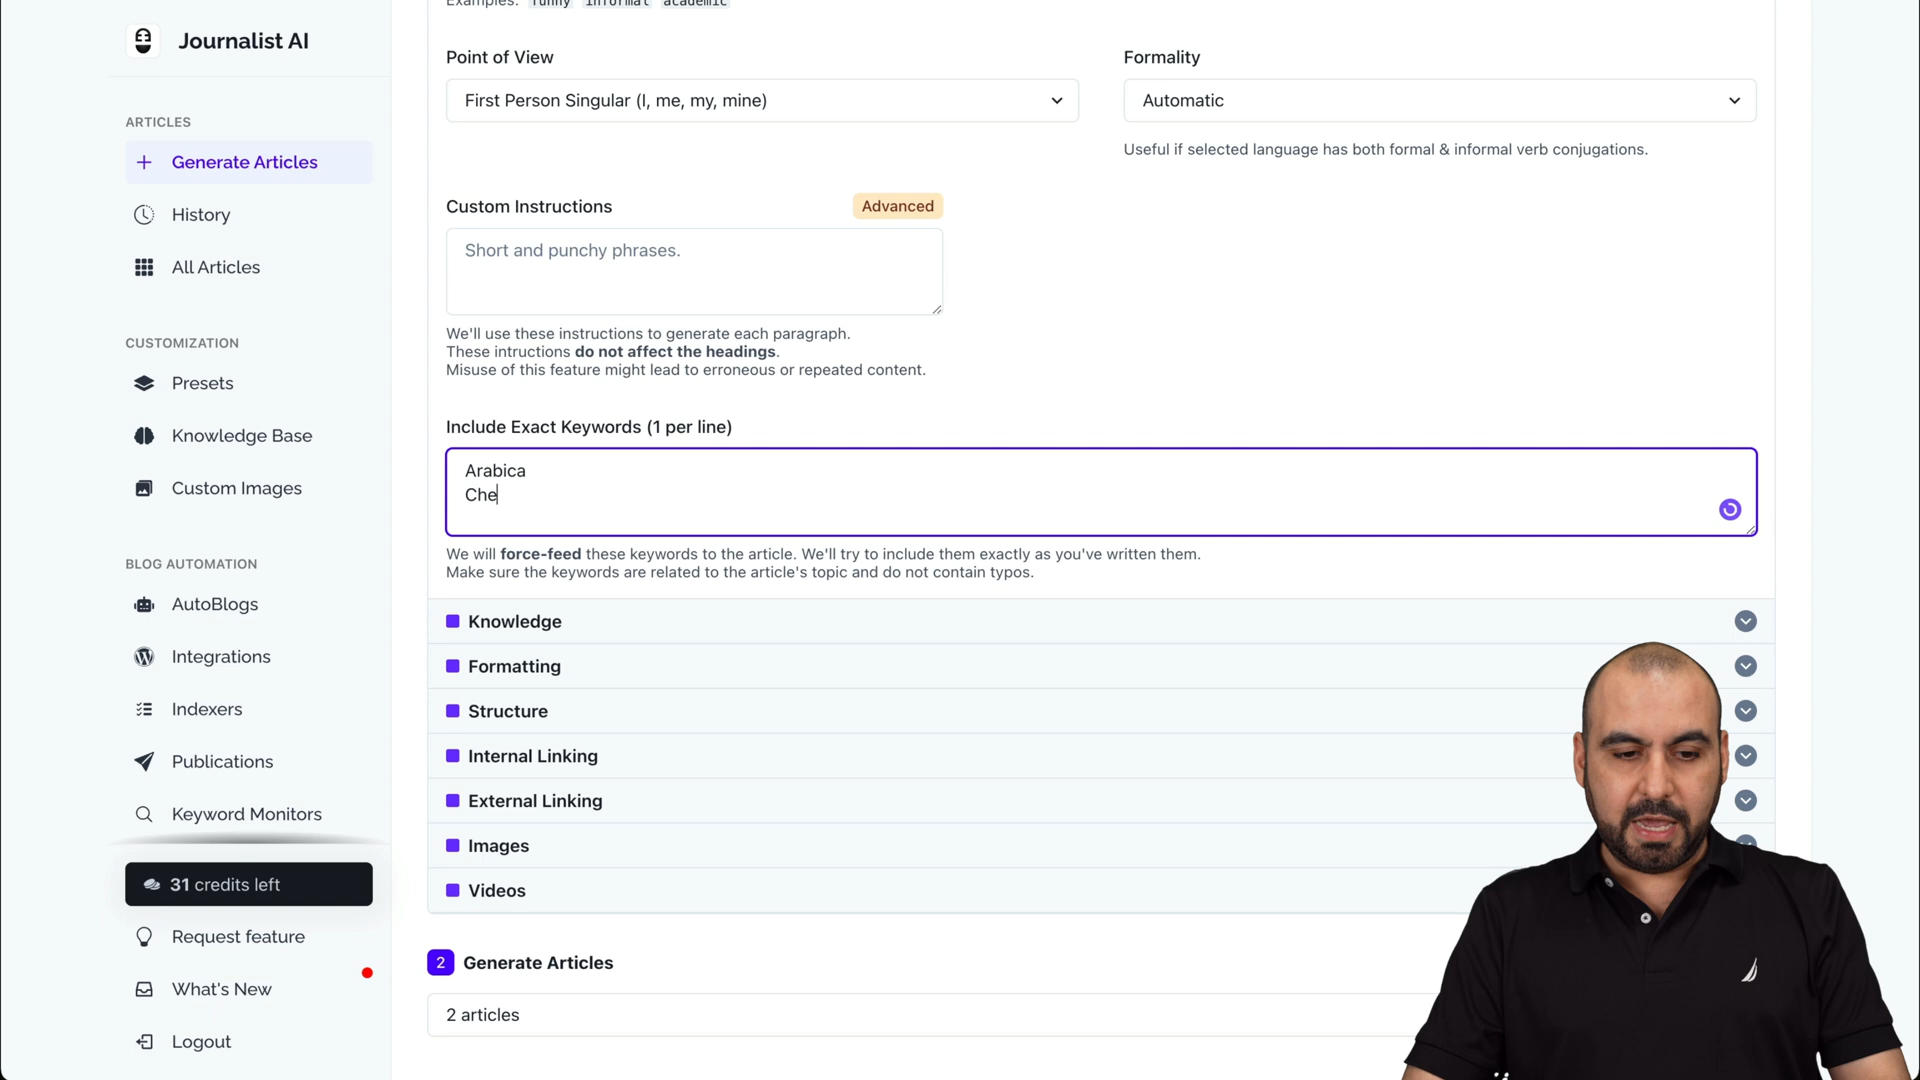 Examples: funny informal academic
Journalist AI
Point of View
Formality
First Person Singular (I, me, my, mine)
Automatic
ARTICLES
Useful if selected language has both formal & informal verb conjugations.
Generate Articles
History
All Articles
Custom Instructions
Advanced
Short and punchy phrases.
We'll use these instructions to generate each paragraph.
These intructions do not affect the headings.
Misuse of this feature might lead to erroneous or repeated content.
CUSTOMIZATION
Presets
Knowledge Base
Custom Images
Include Exact Keywords (1 per line)
Arabica
Che
We will force-feed these keywords to the article. We'll try to include them exactly as you've written them.
Make sure the keywords are related to the article's topic and do not contain typos.
BLOG AUTOMATION
AutoBlogs
Integrations
Indexers
Publications
Keyword Monitors
Knowledge
Formatting
Structure
Internal Linking
External Linking
Images
Videos
31 credits left
Request feature
What's New
Logout
2 Generate Articles
2 articles